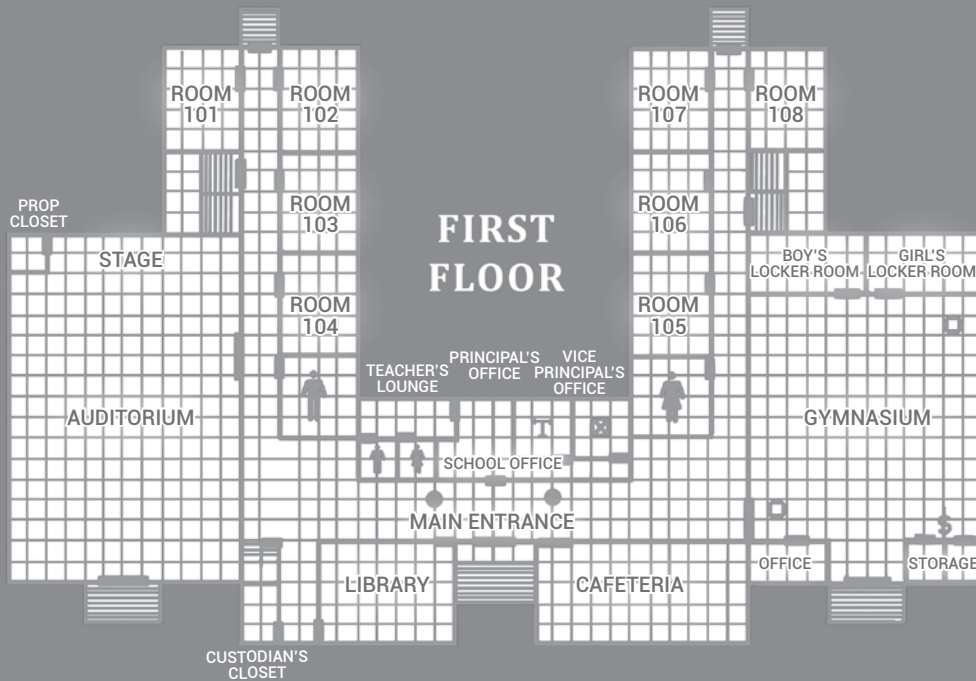 ROOM
101
ROOM
102
ROOM
107
ROOM
108
PROP
CLOSET
ROOM
103
ROOM
106
FIRST
FLOOR
STAGE
BOY'S
LOCKER ROOM
GIRL'S
LOCKER ROOM
ROOM
104
ROOM
105
TEACHER'S
LOUNGE
PRINCIPAL'S
OFFICE
VICE
PRINCIPAL'S
OFFICE
AUDITORIUM
GYMNASIUM
SCHOOL OFFICE
MAIN ENTRANCE
$
LIBRARY
CAFETERIA
OFFICE
STORAGE
CUSTODIAN'S
CLOSET